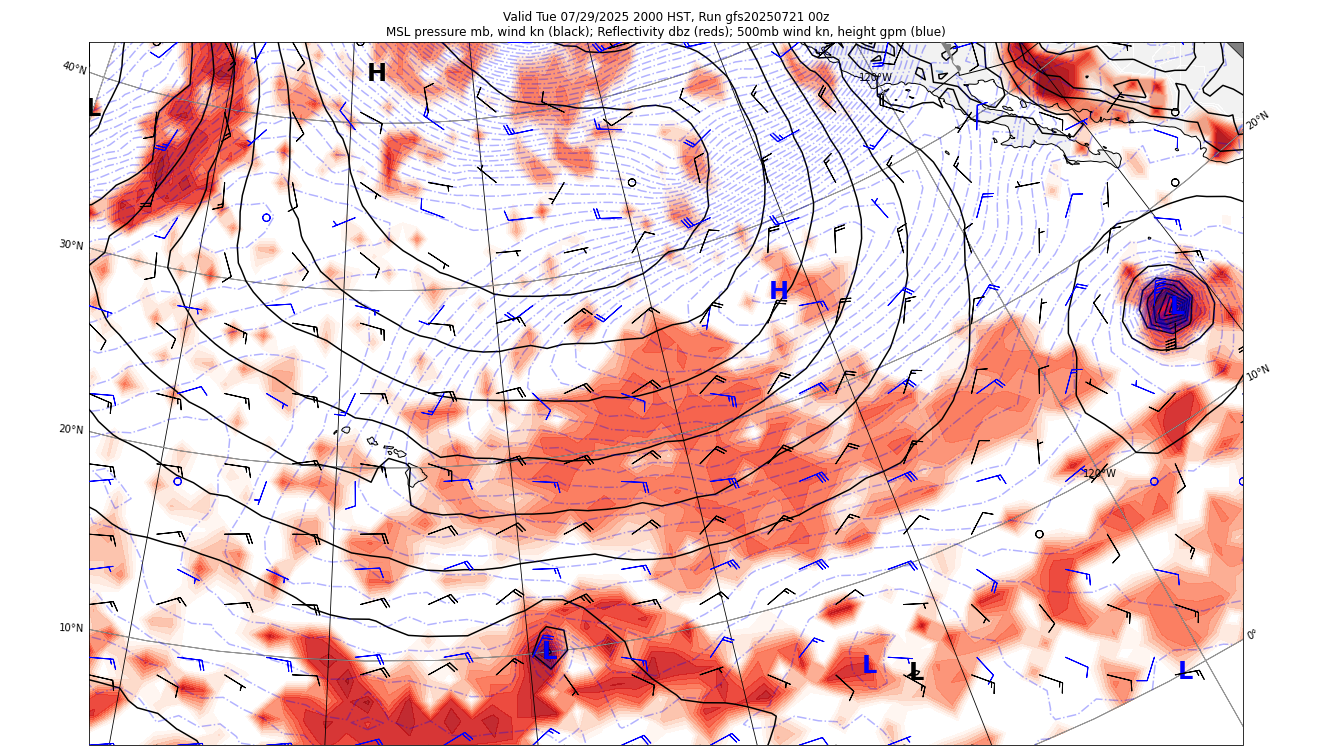 Valid Tue 07/29/2025 2000 HST, Run gfs20250721 00z
MSL pressure mb, wind kn (black); Reflectivity dbz (reds); 500mb wind kn, height gpm (blue)
40°N
H
120°W
L
20°N
30°N
H
L
10°N
20°N
120°W
10°N
0°
L
L
L
L